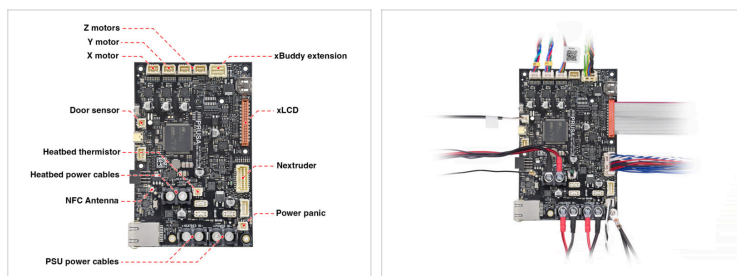 Z motors
Y motor
X motor
xBuddy extension
Door sensor
xLCD
Heatbed thermistor
Heatbed power cables
Nextruder
NFC Antenna
Power panic
PSU power cables
PRUSA